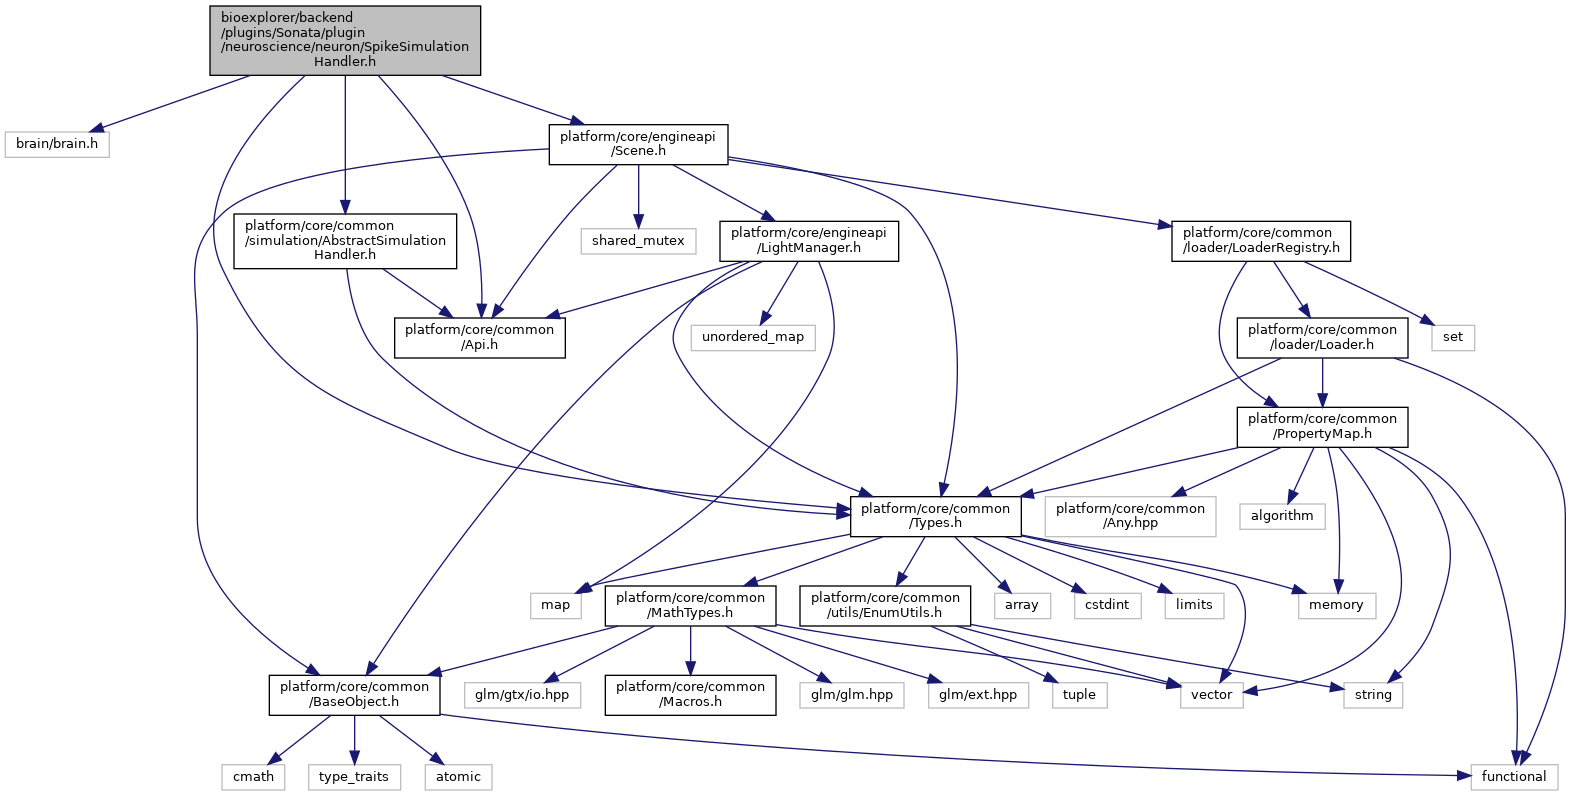 bioexplorer/backend
/plugins/Sonata/plugin
/neuroscience/neuron/SpikeSimulation
Handler.h
brain/brain.h
platform/core/engineapi
/Scene.h
platform/core/common
/simulation/AbstractSimulation
Handler.h
shared_mutex
platform/core/engineapi
/LightManager.h
platform/core/common
/loader/LoaderRegistry.h
platform/core/common
/Api.h
unordered_map
platform/core/common
/loader/Loader.h
set
platform/core/common
/PropertyMap.h
platform/core/common
/Types.h
platform/core/common
/Any.hpp
algorithm
map
platform/core/common
/MathTypes.h
platform/core/common
/utils/EnumUtils.h
array
cstdint
limits
memory
platform/core/common
/BaseObject.h
glm/gtx/io.hpp
platform/core/common
/Macros.h
glm/glm.hpp
glm/ext.hpp
tuple
vector
string
cmath
type_traits
atomic
functional